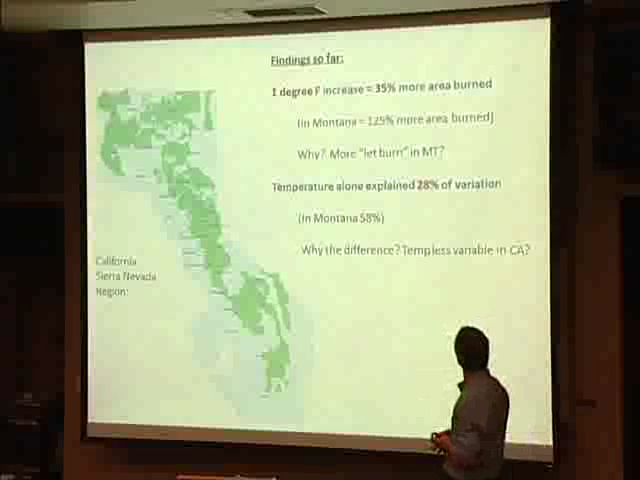 Findings so far:
1 degree F increase = 35% more area burned
(in Montana = 125% more area burned)
Why? More "let burn" in MT?
Temperature alone explained 28% of variation
(in Montana 58%)
Why the difference? Temp less variable in CA?
California
Sierra Nevada
Region: